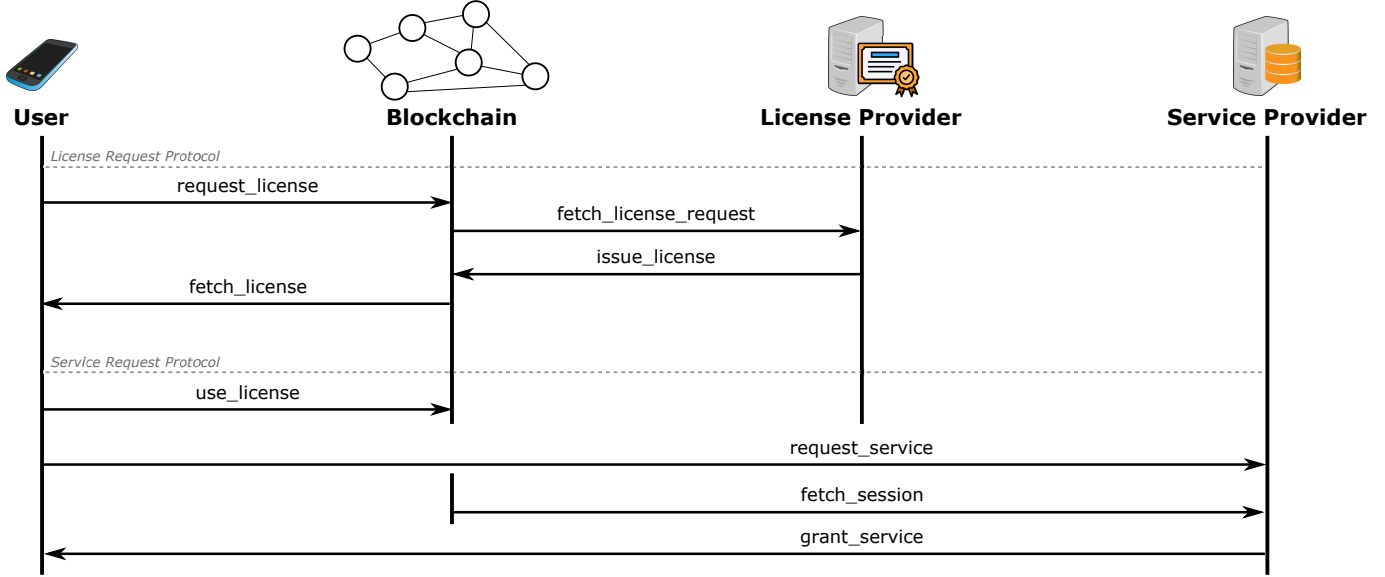 User
Blockchain
License Provider
Service Provider
License Request Protocol
request_license
fetch_license_request
issue_license
fetch_license
Service Request Protocol
use_license
request_service
fetch_session
grant_service